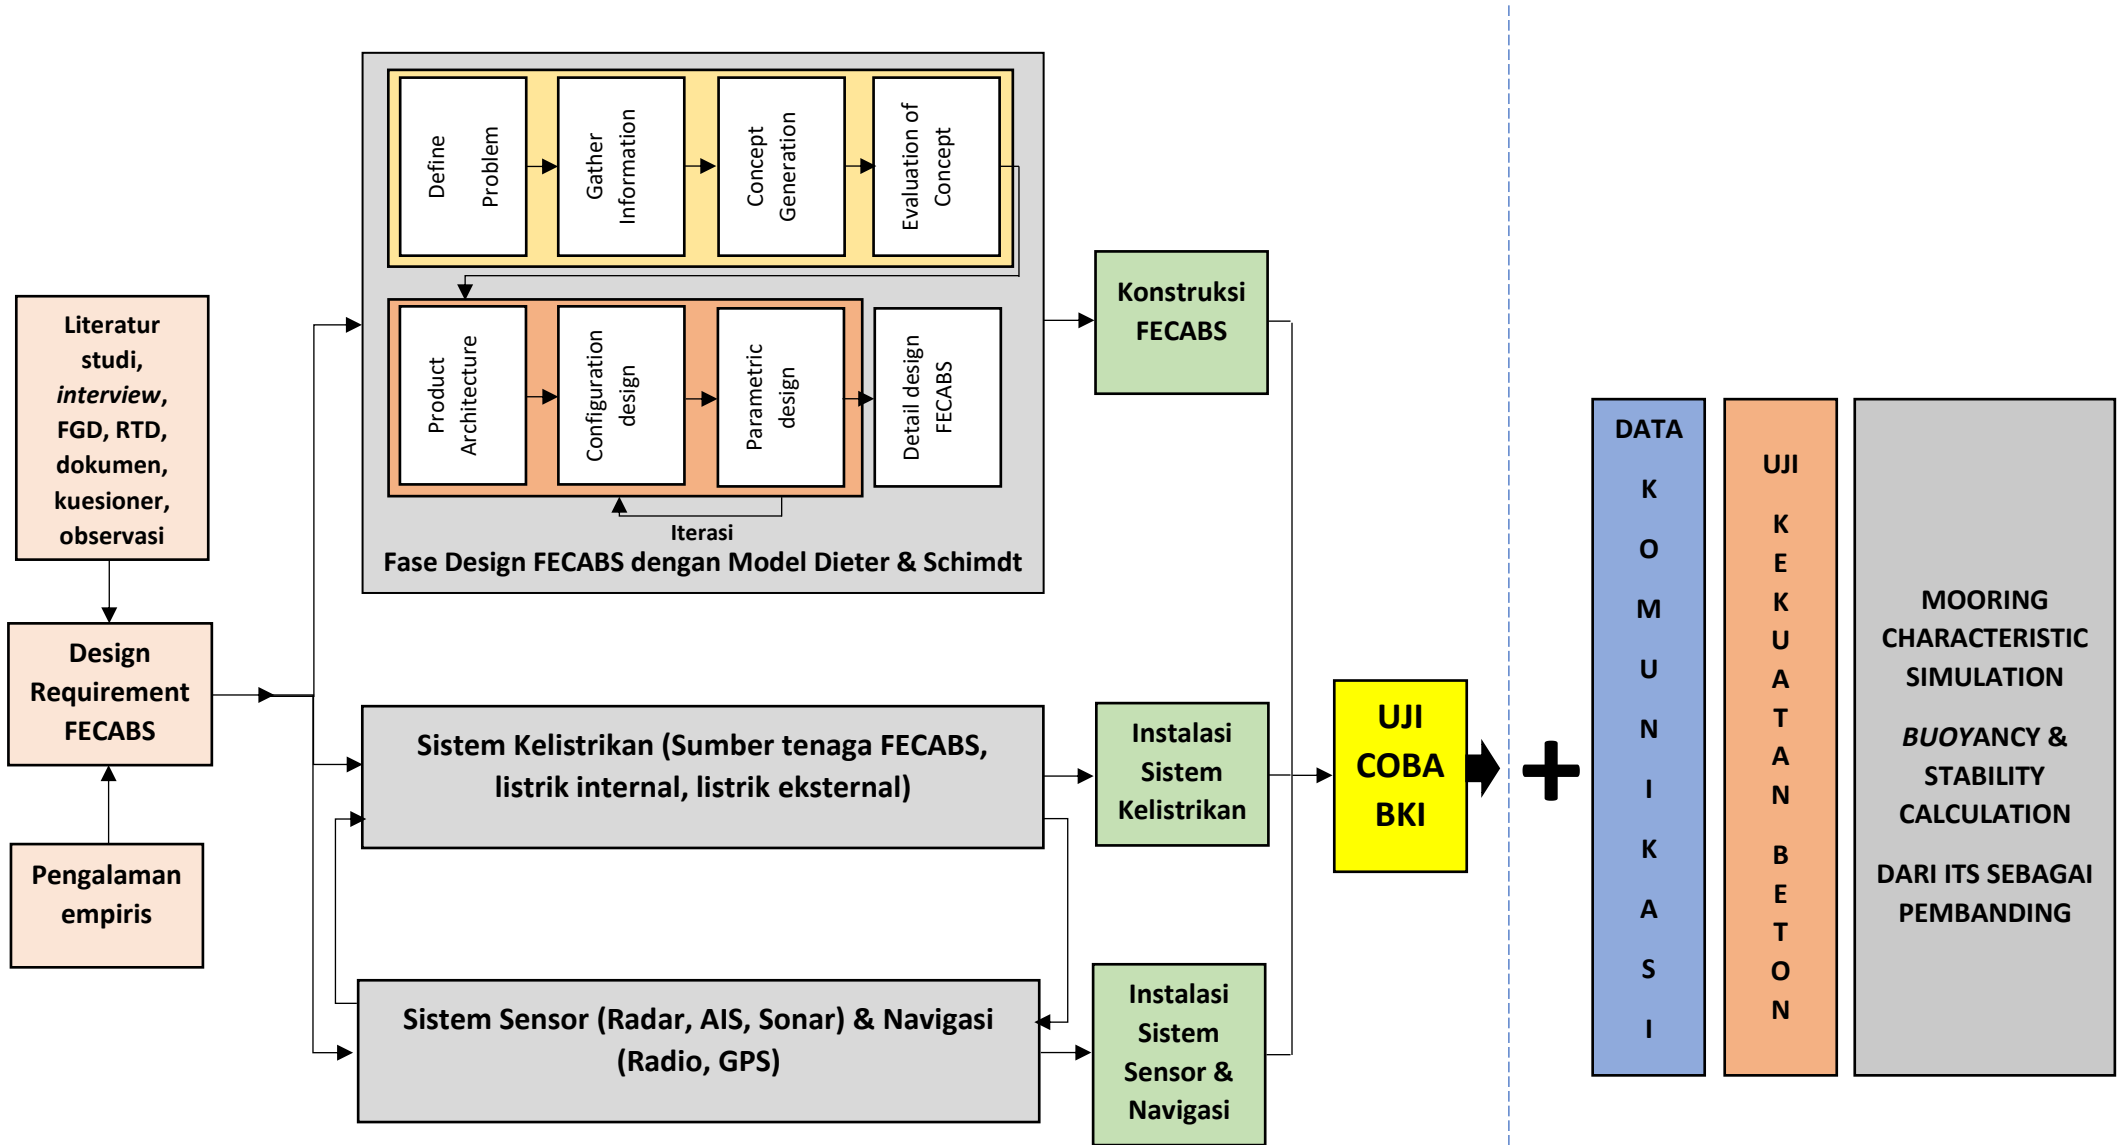 Literatur
studi,
interview,
FGD, RTD,
dokumen,
kuesioner,
observasi
Design
Requirement
FECABS
Pengalaman
empiris
Define
Problem
Gather
Information
Concept
Generation
Evaluation of
Concept
Product
Architecture
Configuration
design
Parametric
design
Detail design
FECABS
Iterasi
Fase Design FECABS dengan Model Dieter & Schimdt
Sistem Kelistrikan (Sumber tenaga FECABS,
listrik internal, listrik eksternal)
Sistem Sensor (Radar, AIS, Sonar) & Navigasi
(Radio, GPS)
Konstruksi
FECABS
Instalasi
Sistem
Kelistrikan
Instalasi
Sistem
Sensor &
Navigasi
UJI
COBA
BKI
DATA
K
O
M
U
N
I
K
A
S
I
UJI
K
E
K
U
A
T
A
N
B
E
T
O
N
MOORING
CHARACTERISTIC
SIMULATION
BUOYANCY &
STABILITY
CALCULATION
DARI ITS SEBAGAI
PEMBANDING